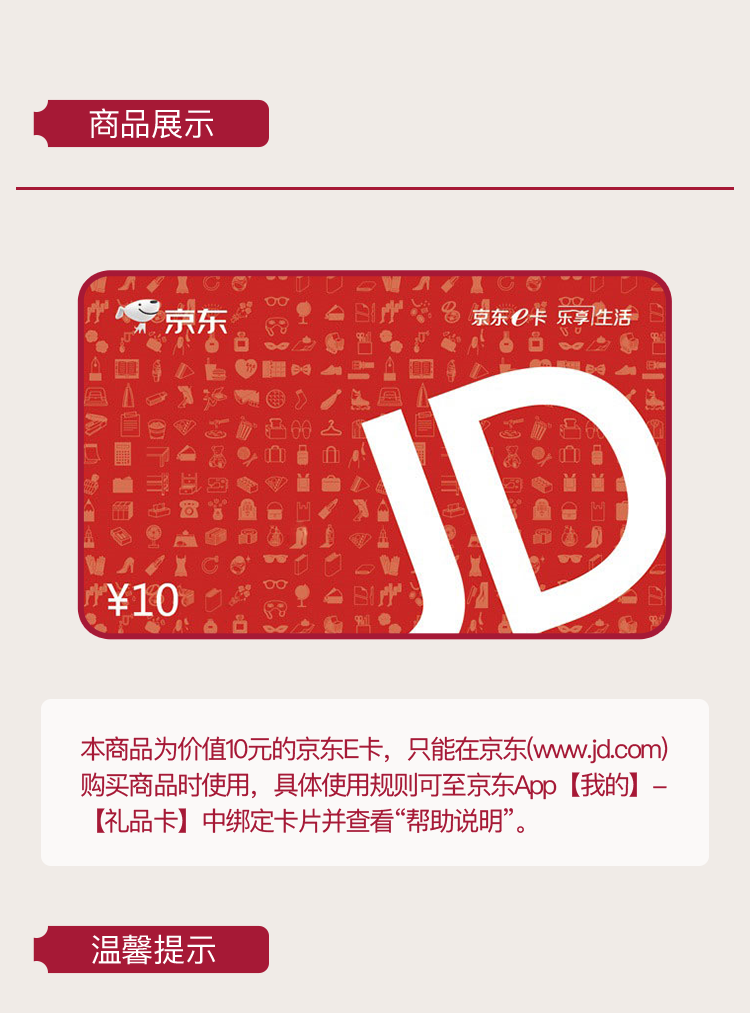 商品展示
京东
京东e卡 乐享生活
JD
¥10
本商品为价值10元的京东E卡，只能在京东(www.jd.com)
购买商品时使用，具体使用规则可至京东App【我的】-
【礼品卡】中绑定卡片并查看“帮助说明”。
温馨提示